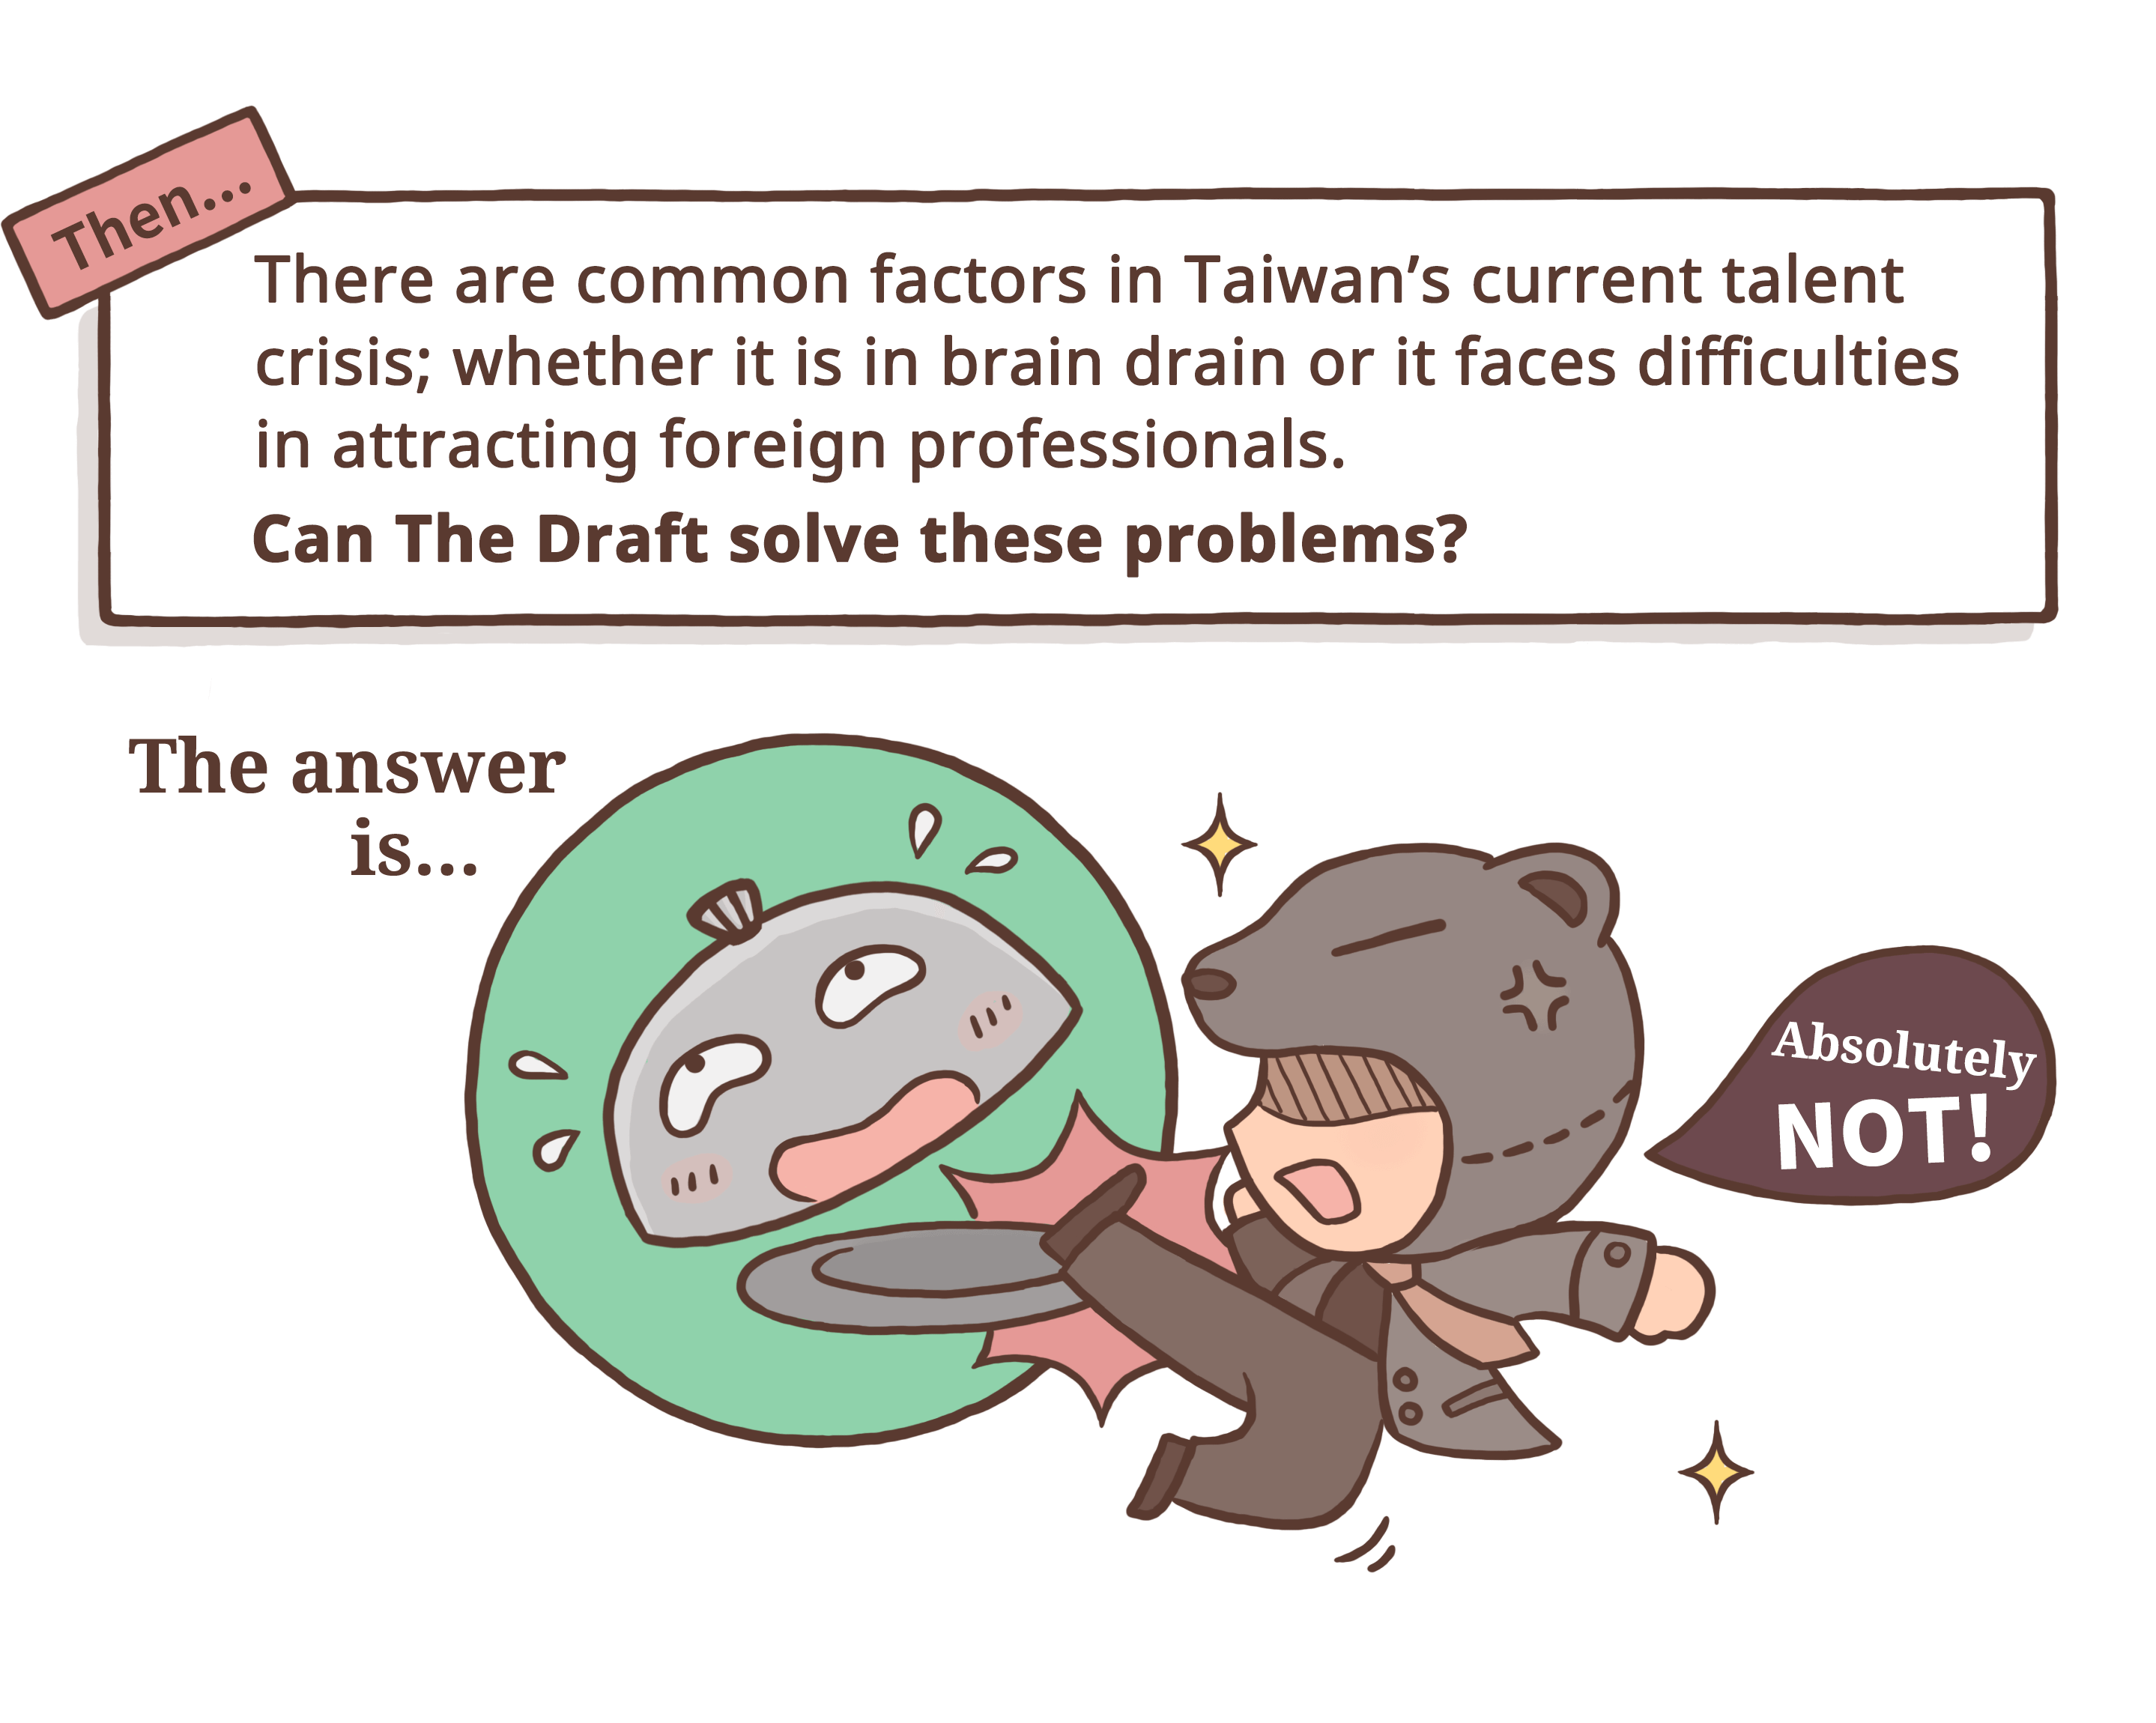 Then....
There are common factors in Taiwan’s current talent
crisis; whether it is in brain drain or it faces difficulties
in attracting foreign professionals.
Can The Draft solve these problems?
The answer
is...
Absolutely
NOT!